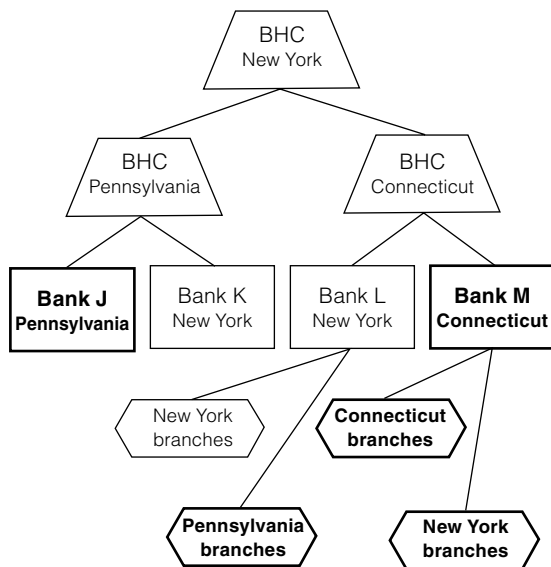 BHC
New York
BHC
Pennsylvania
BHC
Connecticut
Bank J
Pennsylvania
Bank K
New York
Bank L
New York
Bank M
Connecticut
New York
branches
Connecticut
branches
Pennsylvania
branches
New York
branches